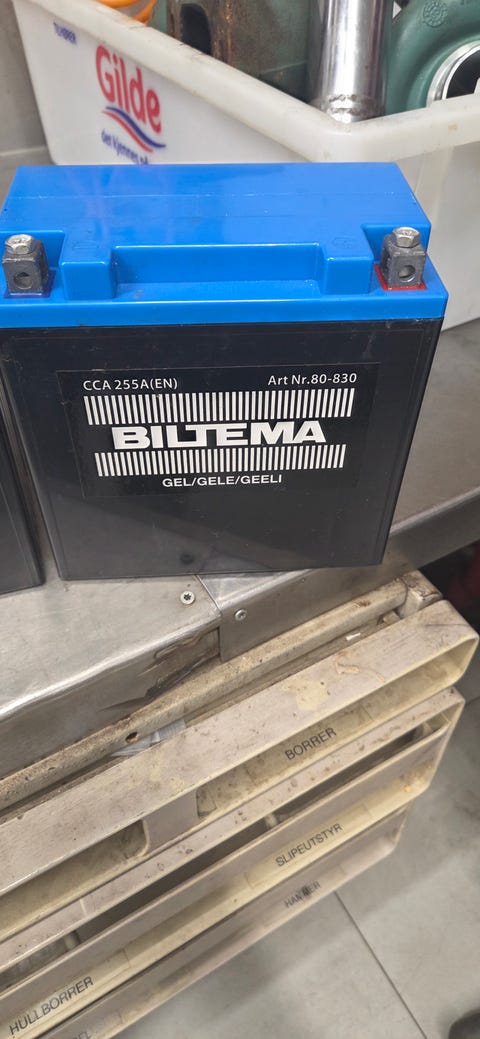 Gilde
CCA 255A(EN) Art Nr.80-830
BILTEMA
GEL/GELE/GEELI
BORRER
SLIPEUTSTYR
HAMMER
HULLBORRER